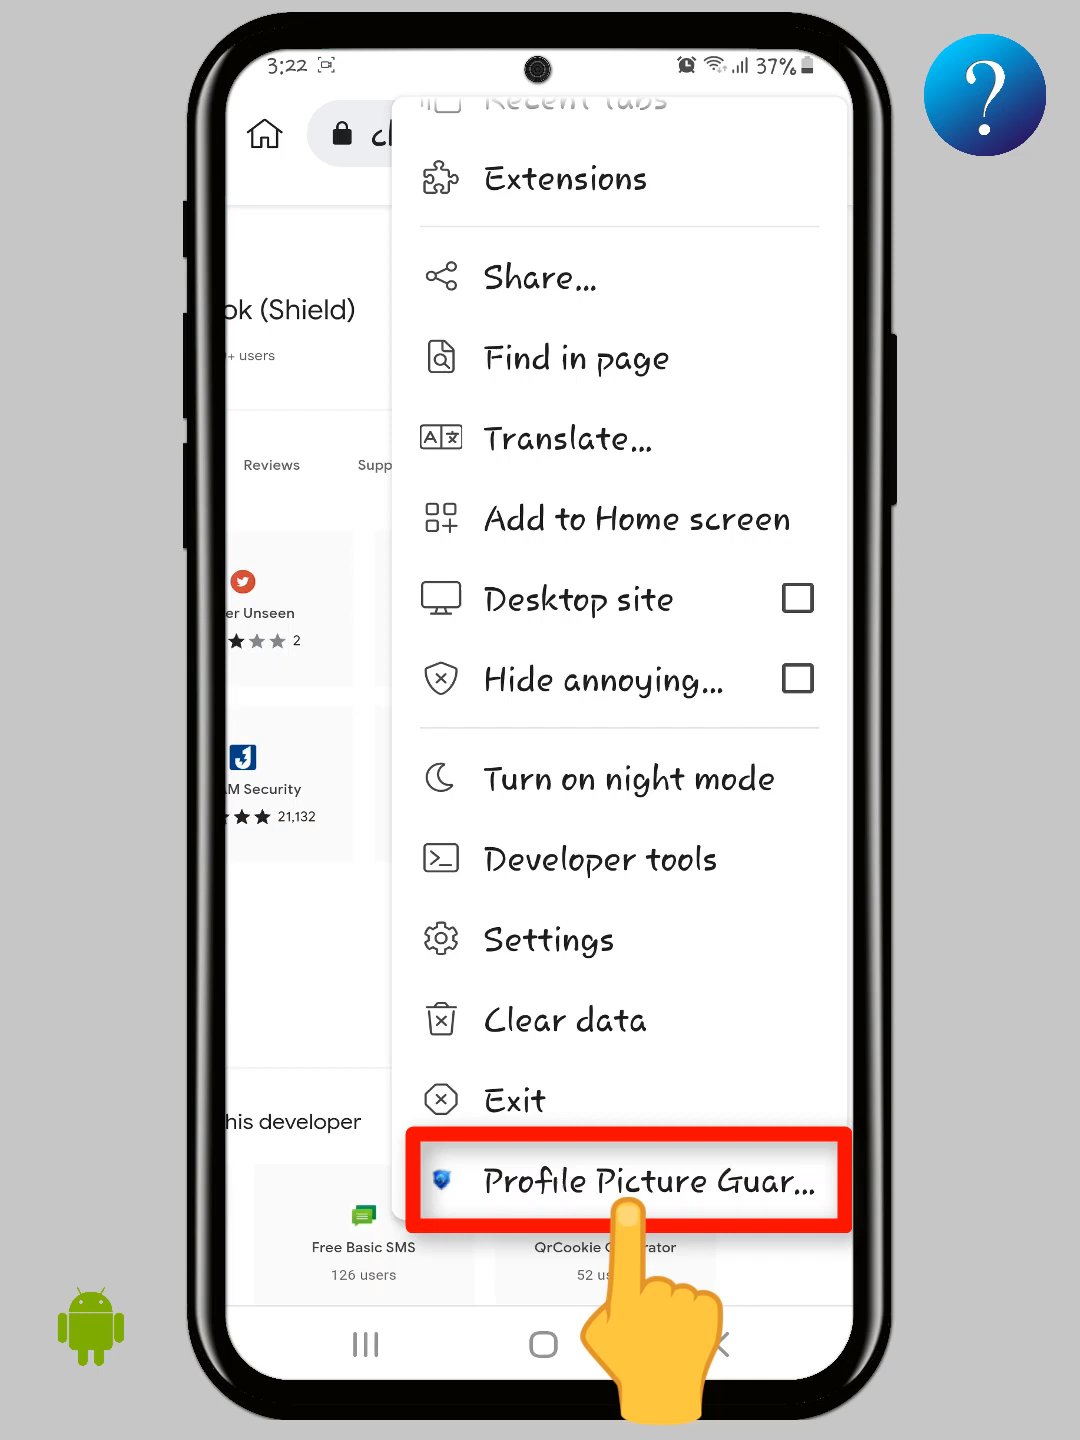 3:22
37%
Recent tabs
Extensions
Share...
ok (Shield)
Find in page
+ users
Translate...
Reviews
Supp
Add to Home screen
Desktop site
er Unseen
2
Hide annoying...
Turn on night mode
M Security
21,132
Developer tools
Settings
Clear data
Exit
his developer
Profile Picture Guar...
Free Basic SMS
QrCookie
rator
126 users
52 us
?